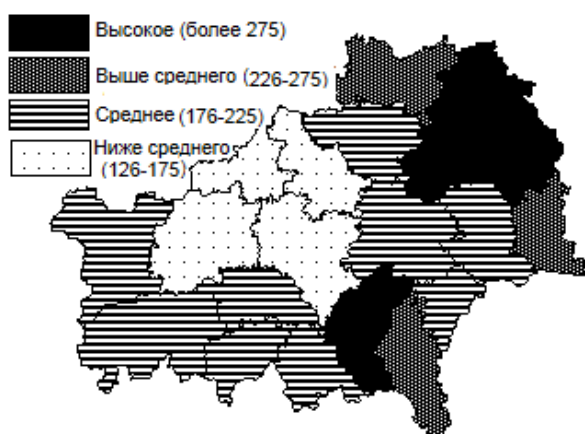 Высокое (более 275)
Выше среднего (226-275)
Среднее (176-225)
Ниже среднего
(126-175)